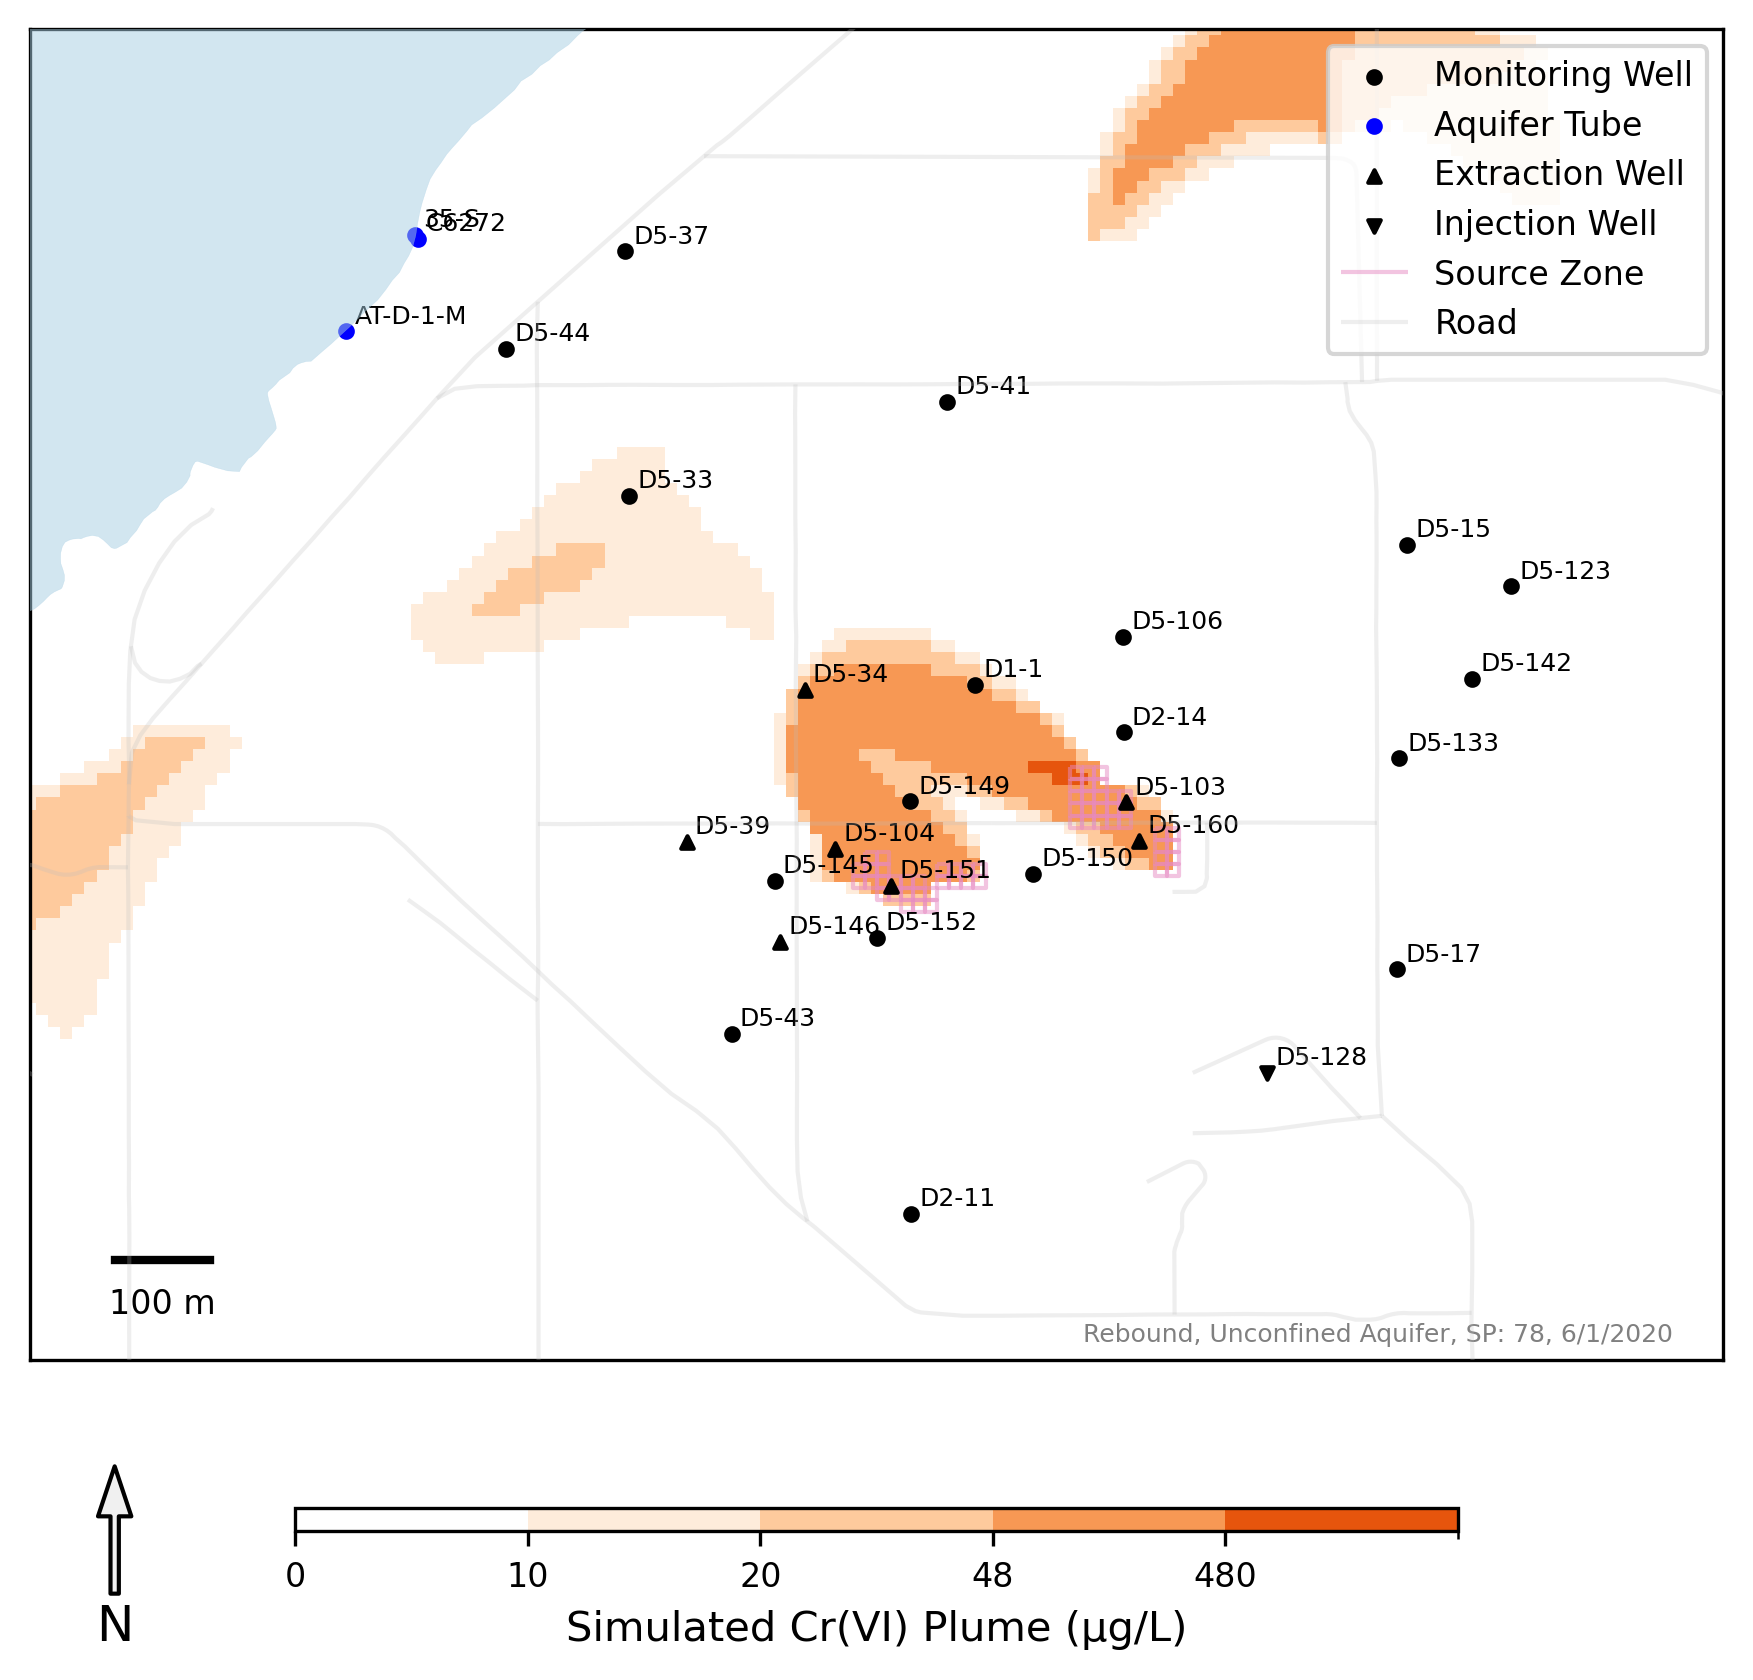 Monitoring Well
Aquifer Tube
Extraction Well
Injection Well
Source Zone
Road
35-S
C6272
D5-37
AT-D-1-M
D5-44
D5-41
D5-33
D5-15
D5-123
D5-106
D5-142
D1-1
D5-34
D2-14
D5-133
D5-149
D5-103
D5-39
D5-104
D5-160
D5-145
D5-151
D5-150
D5-146
D5-152
D5-17
D5-43
D5-128
D2-11
100 m
Rebound, Unconfined Aquifer, SP: 78, 6/1/2020
N
0 10 20 48 480
Simulated Cr(VI) Plume (µg/L)